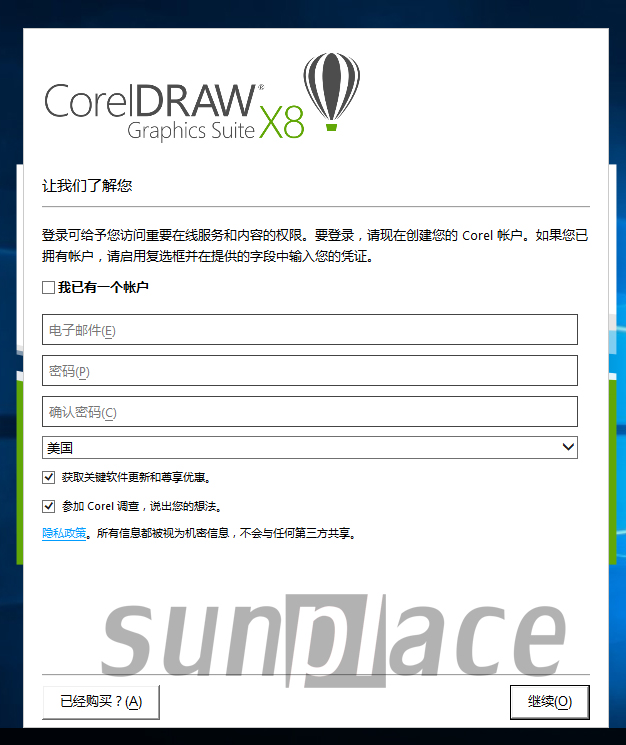 CorelDRAW®
Graphics Suite X8
让我们了解您
登录可给予您访问重要在线服务和内容的权限。要登录，请现在创建您的 Corel 帐户。如果您已
拥有帐户，请启用复选框并在提供的字段中输入您的凭证。
我已有一个帐户
电子邮件(E)
密码(P)
确认密码(C)
美国
获取关键软件更新和尊享优惠。
参加 Corel 调查，说出您的想法。
隐私政策。所有信息都被视为机密信息，不会与任何第三方共享。
sunplace
已经购买？(A)
继续(O)